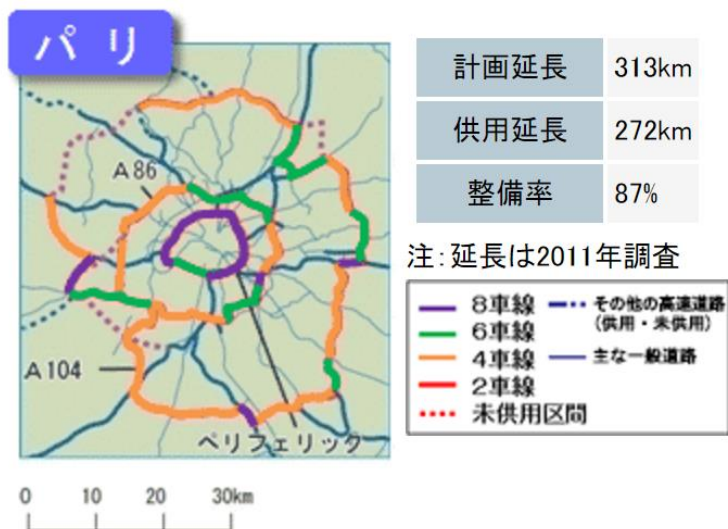 パリ
計画延長 313km
供用延長 272km
整備率 87%
注：延長は2011年調査
A86
A104
ペリフェリック
8車線
6車線
4車線
2車線
未供用区間
その他の高速道路
(供用・未供用)
主な一般道路
0 10 20 30km